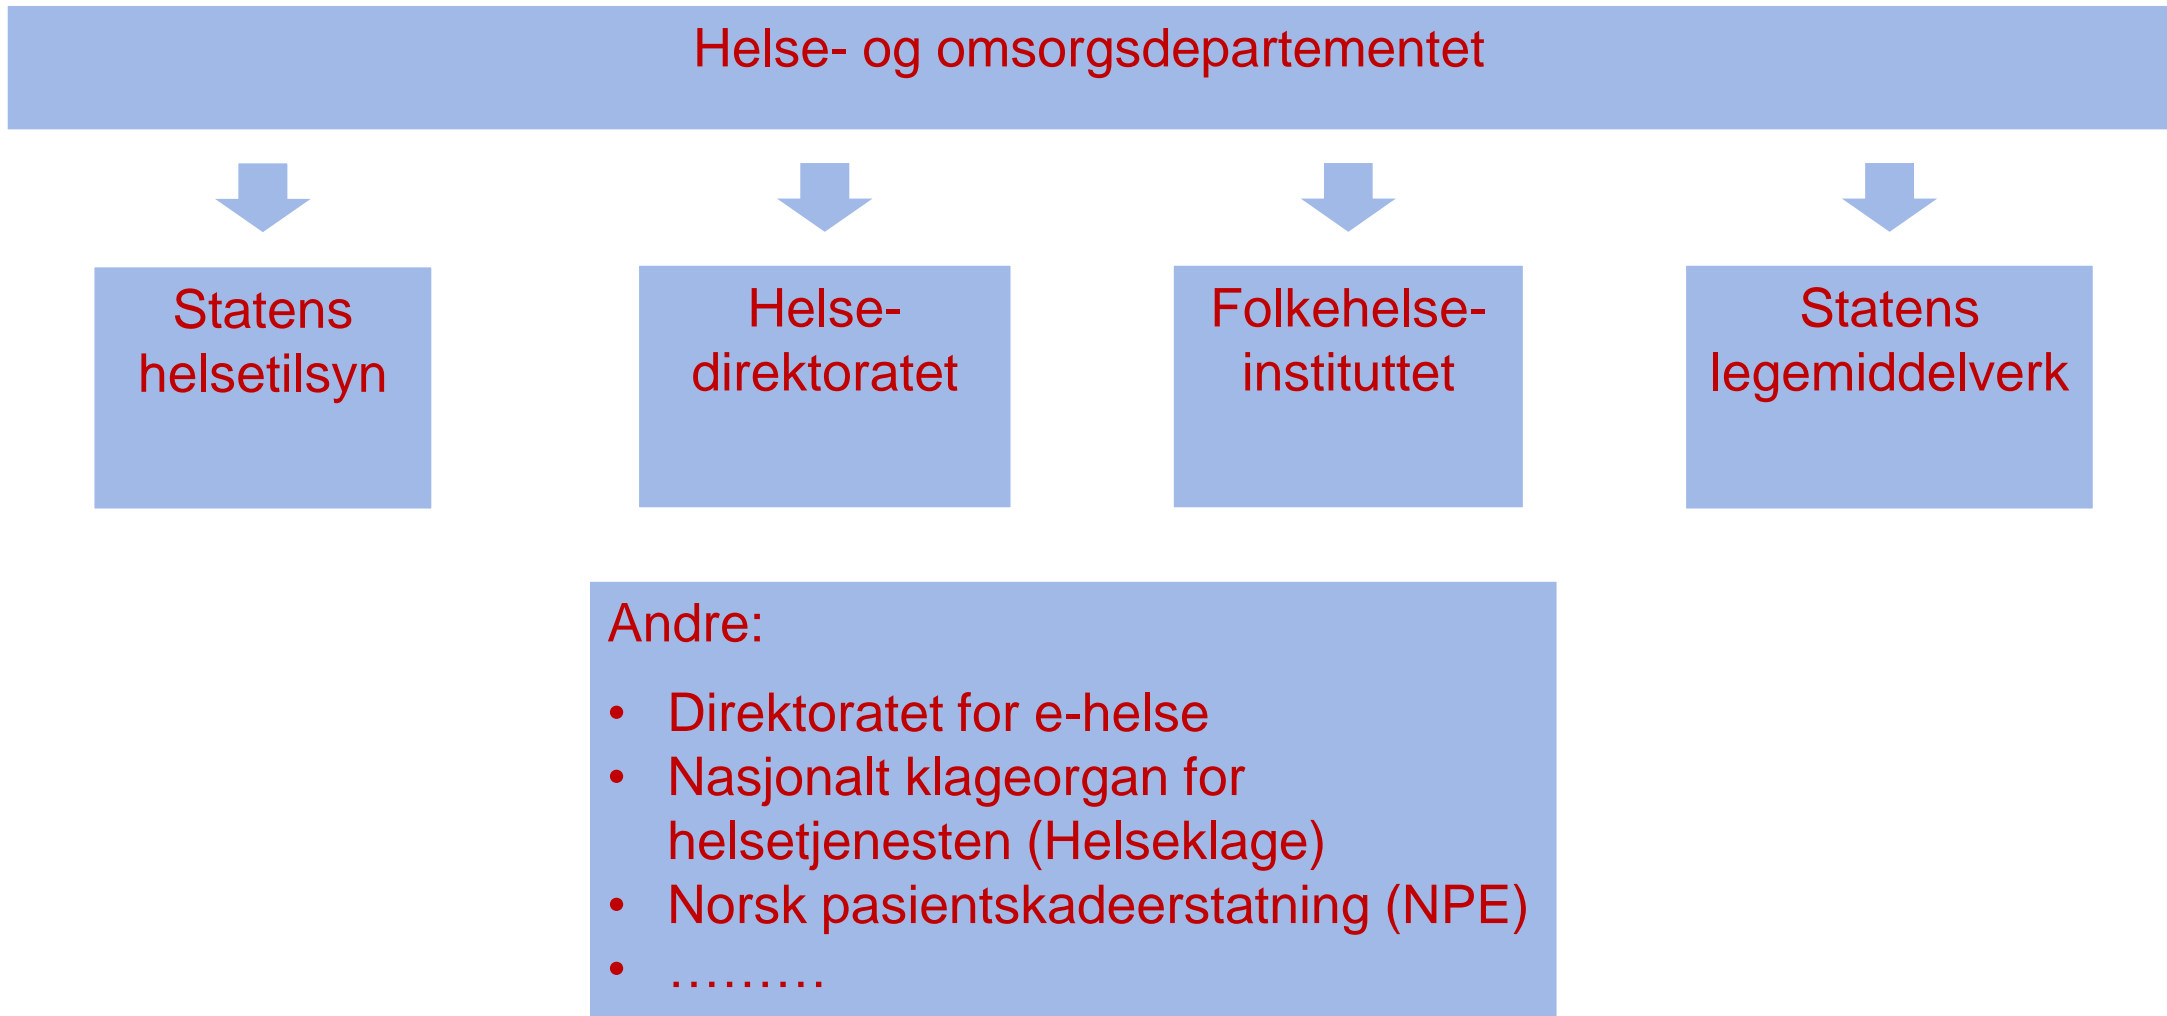 Helse- og omsorgsdepartementet
Statens
helsetilsyn
Helse-
direktoratet
Folkehelse-
instituttet
Statens
legemiddelverk
Andre:
• Direktoratet for e-helse
• Nasjonalt klageorgan for
helsetjenesten (Helseklage)
• Norsk pasientskadeerstatning (NPE)
• ………